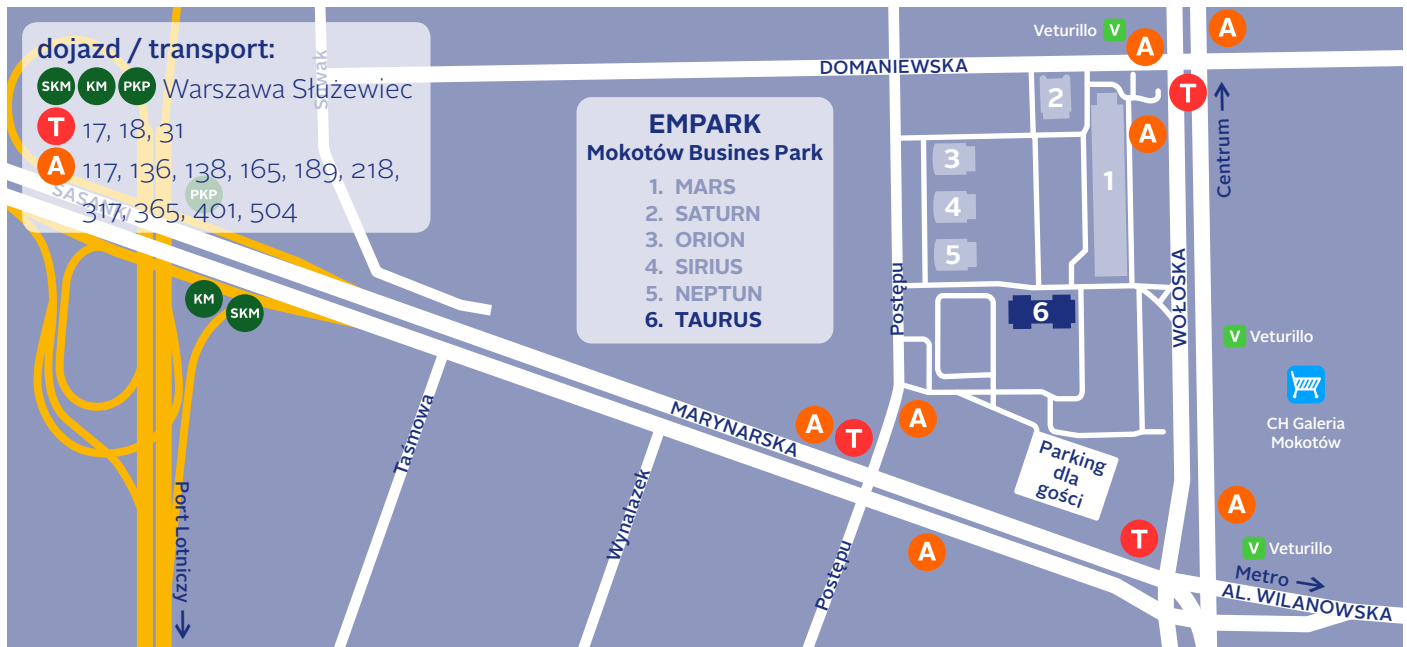 dojazd / transport:
SKM KM PKP Warszawa Służewiec
T 17, 18, 31
A 117, 136, 138, 165, 189, 218,
317, 365, 401, 504
SASANKI
PKP
KM
SKM
Port Lotniczy
Taśmowa
Wynalazek
MARYNARSKA
A
T
A
A
Postępu
Postępu
EMPARK
Mokotów Busines Park
1. MARS
2. SATURN
3. ORION
4. SIRIUS
5. NEPTUN
6. TAURUS
DOMANIEWSKA
Veturillo V
A
A
T
A
Centrum
2
1
3
4
5
6
WOŁOSKA
V Veturillo
CH Galeria
Mokotów
Parking
dla
gości
T
A
V Veturillo
Metro
AL. WILANOWSKA